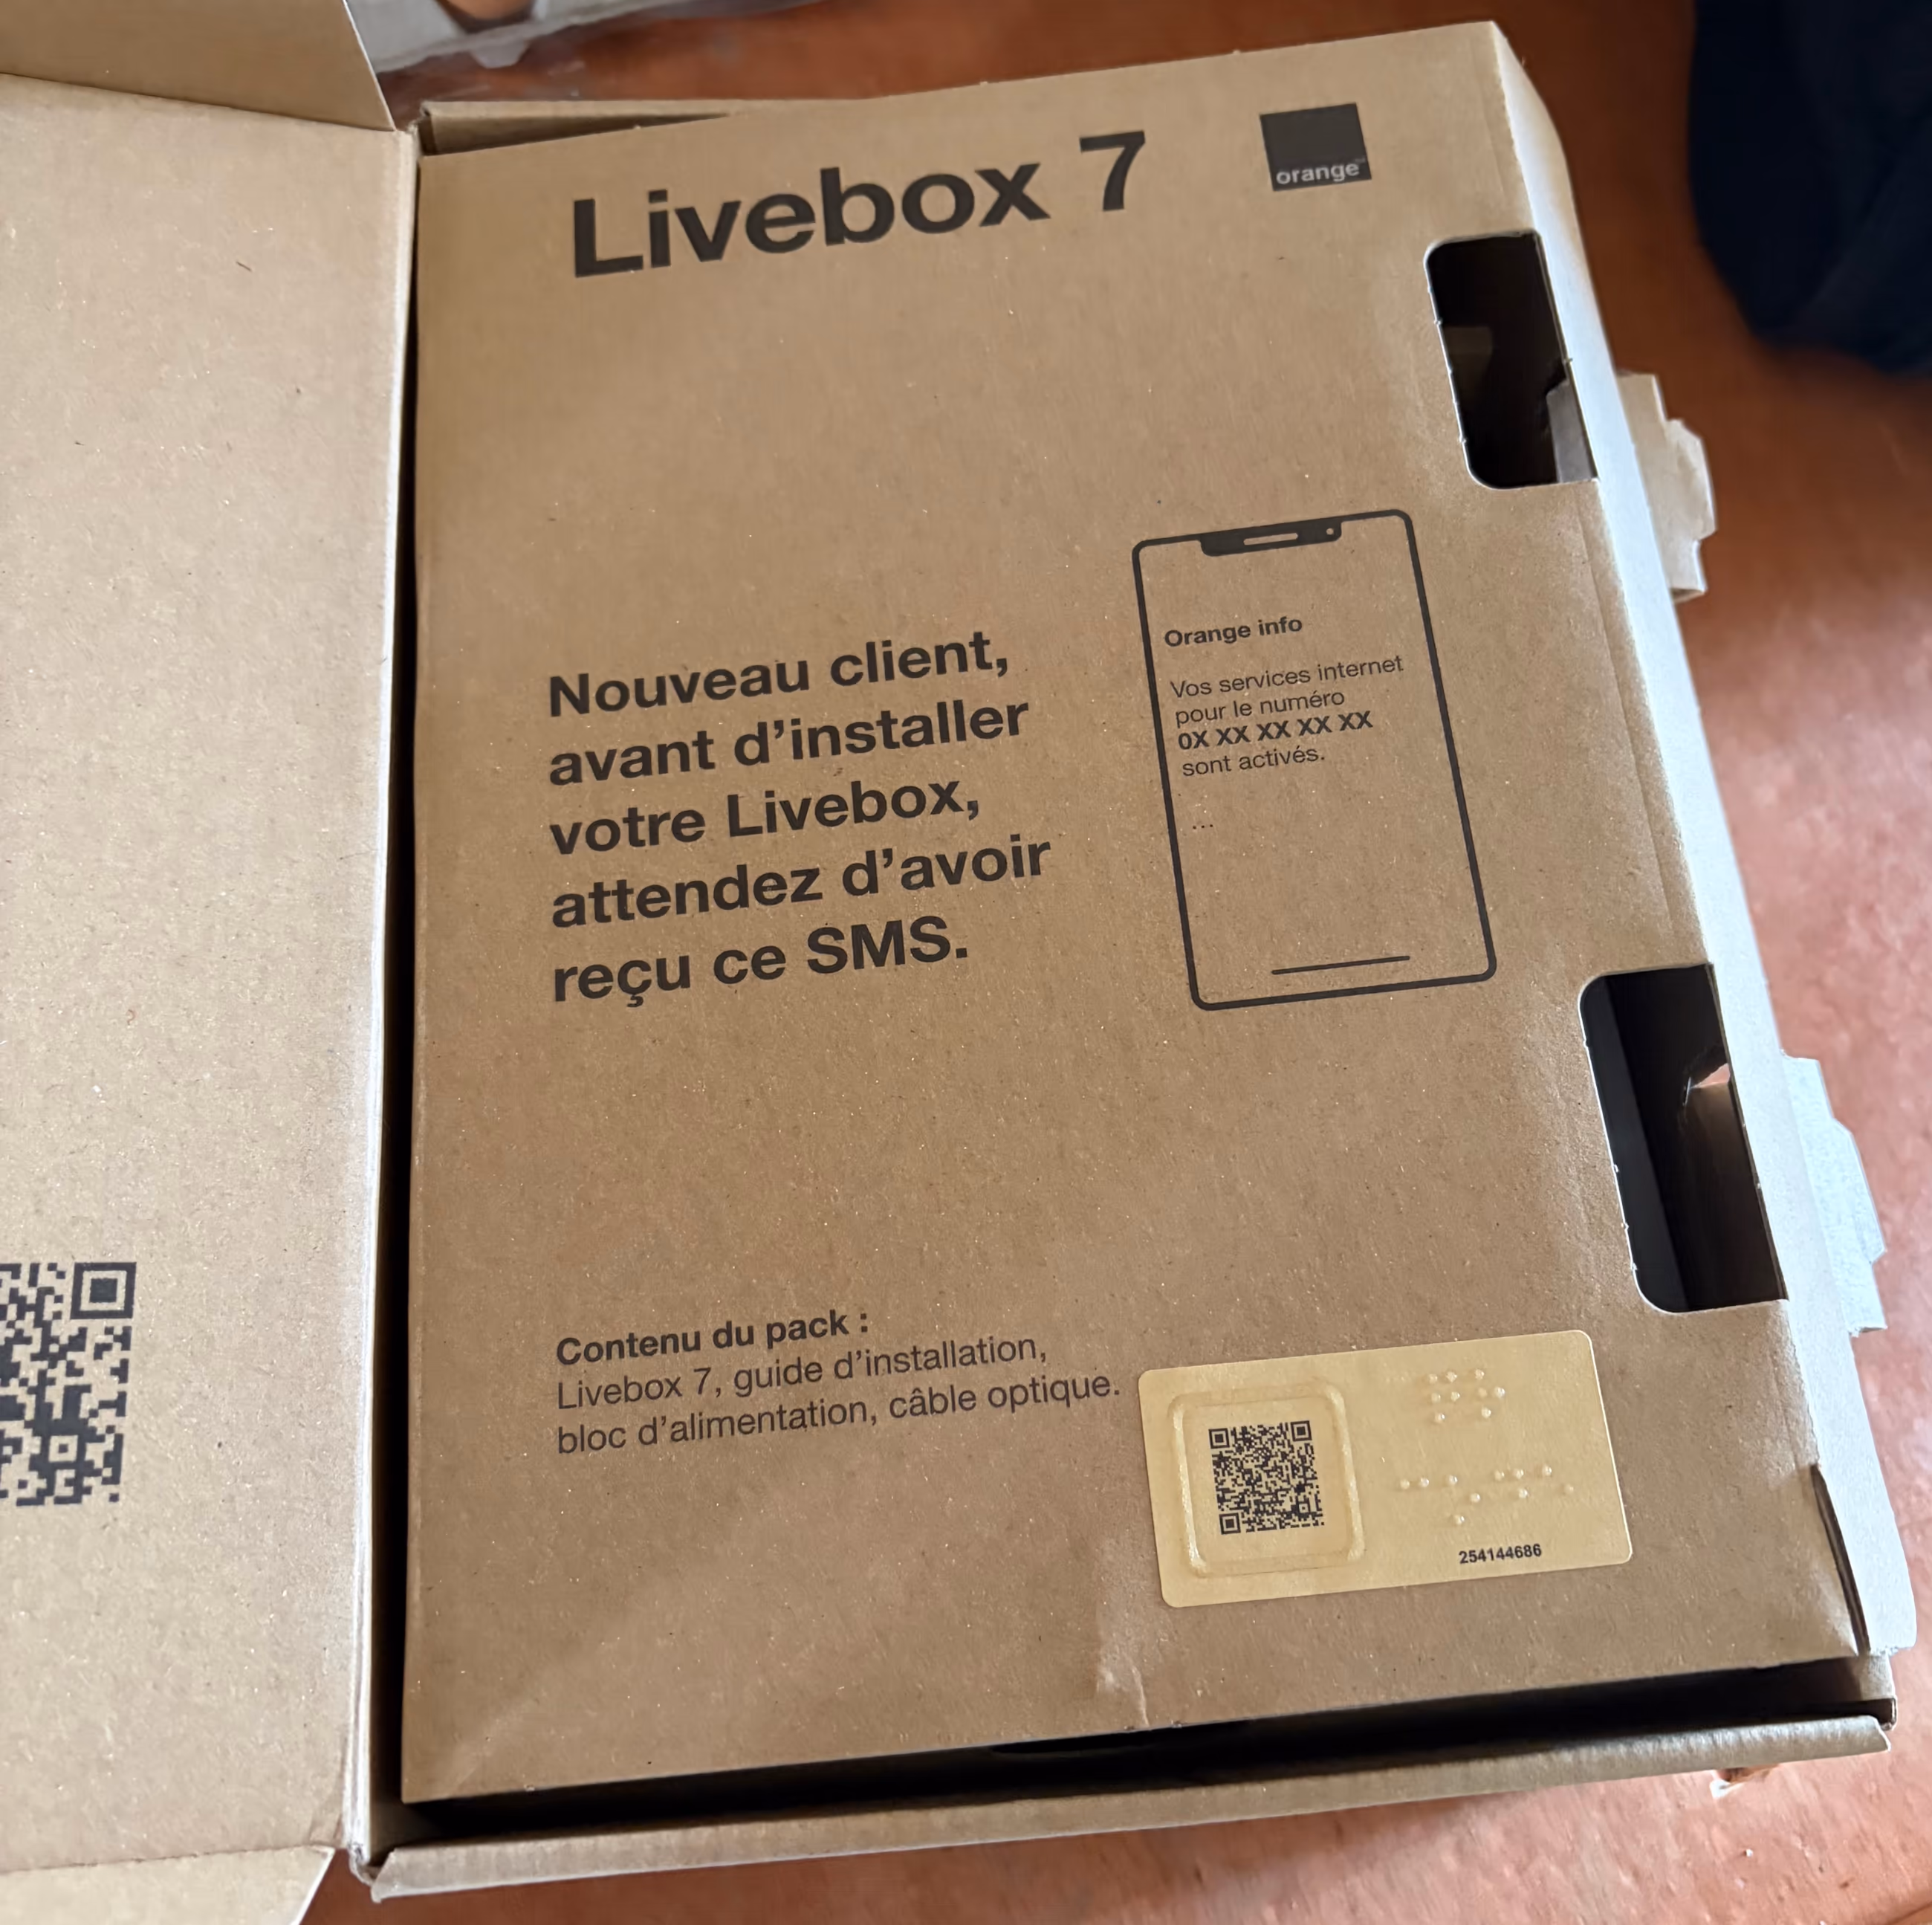 Livebox 7
orange
Nouveau client,
avant d'installer
votre Livebox,
attendez d'avoir
reçu ce SMS.
Orange info
Vos services internet
pour le numéro
0X XX XX XX XX
sont activés.
...
Contenu du pack :
Livebox 7, guide d'installation,
bloc d'alimentation, câble optique.
254144686